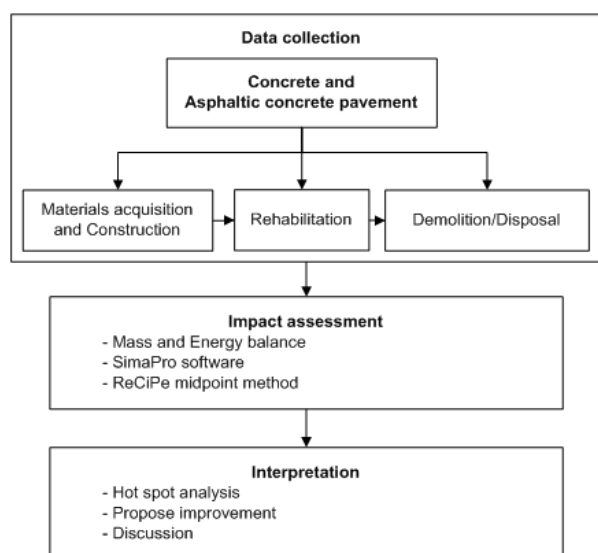 Data collection
Concrete and
Asphaltic concrete pavement
Materials acquisition
and Construction
Rehabilitation
Demolition/Disposal
Impact assessment
- Mass and Energy balance
- SimaPro software
- ReCiPe midpoint method
Interpretation
- Hot spot analysis
- Propose improvement
- Discussion